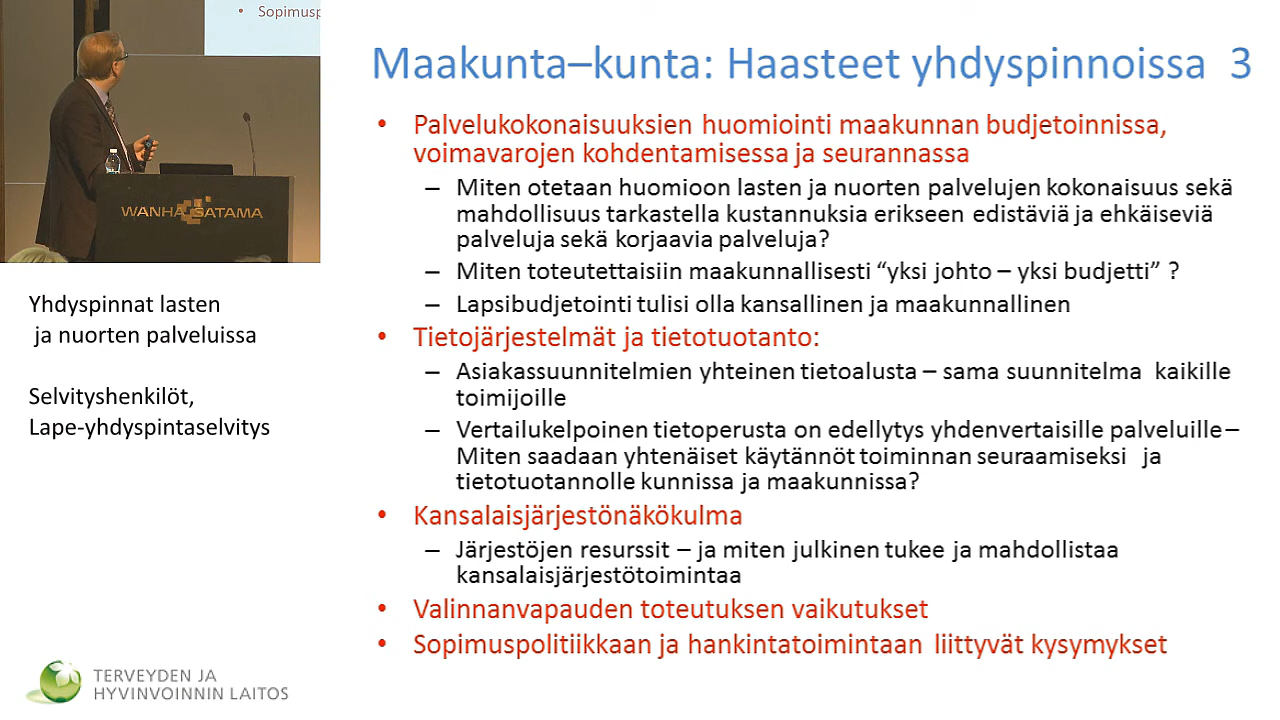 • Sopimusp
WANHA SATAMA
Yhdyspinnat lasten
ja nuorten palveluissa
Selvityshenkilöt,
Lape-yhdyspintaselvitys
TERVEYDEN JA
HYVINVOINNIN LAITOS
Maakunta–kunta: Haasteet yhdyspinnoissa 3
• Palvelukokonaisuuksien huomiointi maakunnan budjetoinnissa,
voimavarojen kohdentamisessa ja seurannassa
– Miten otetaan huomioon lasten ja nuorten palvelujen kokonaisuus sekä
mahdollisuus tarkastella kustannuksia erikseen edistäviä ja ehkäiseviä
palveluja sekä korjaavia palveluja?
– Miten toteutettaisiin maakunnallisesti “yksi johto – yksi budjetti” ?
– Lapsibudjetointi tulisi olla kansallinen ja maakunnallinen
• Tietojärjestelmät ja tietotuotanto:
– Asiakassuunnitelmien yhteinen tietoalusta – sama suunnitelma kaikille
toimijoille
– Vertailukelpoinen tietoperusta on edellytys yhdenvertaisille palveluille –
Miten saadaan yhtenäiset käytännöt toiminnan seuraamiseksi ja
tietotuotannolle kunnissa ja maakunnissa?
• Kansalaisjärjestönäkökulma
– Järjestöjen resurssit – ja miten julkinen tukee ja mahdollistaa
kansalaisjärjestötoimintaa
• Valinnanvapauden toteutuksen vaikutukset
• Sopimuspolitiikkaan ja hankintatoimintaan liittyvät kysymykset